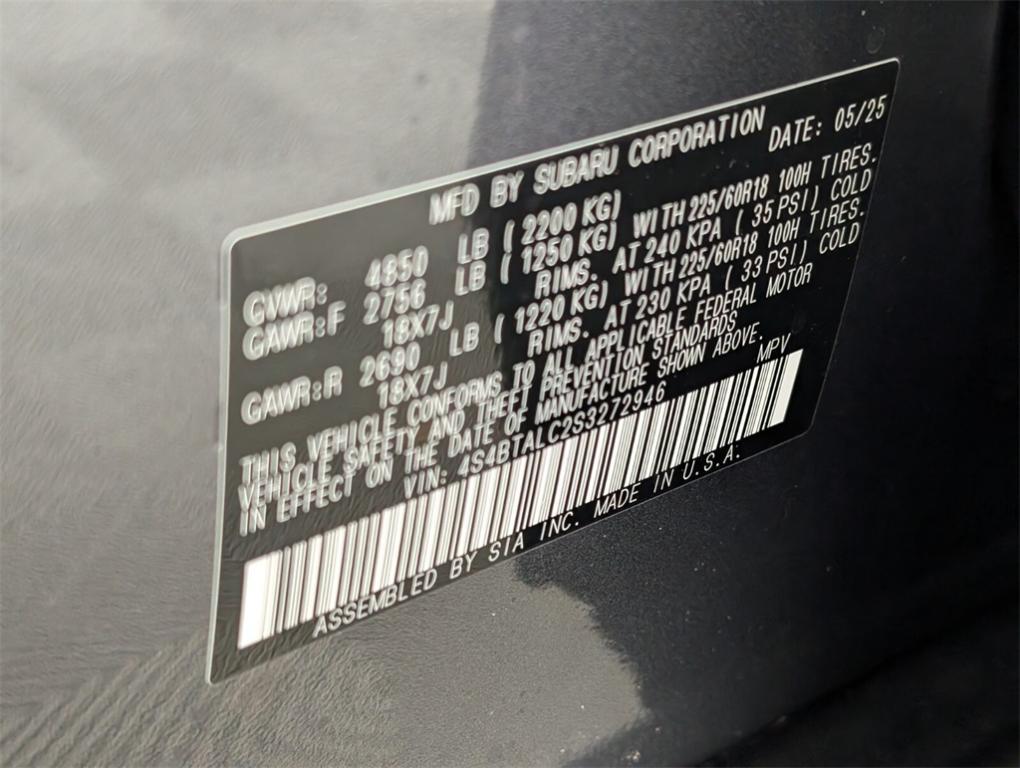 MFD BY SUBARU CORPORATION DATE: 05/25
GVWR: 4850 LB ( 2200 KG)
GAWR:F 2756 LB ( 1250 KG) WITH 225/60R18 100H TIRES.
18X7J RIMS. AT 240 KPA ( 35 PSI) COLD
GAWR:R 2690 LB ( 1220 KG) WITH 225/60R18 100H TIRES.
18X7J RIMS. AT 230 KPA ( 33 PSI) COLD
THIS VEHICLE CONFORMS TO ALL APPLICABLE FEDERAL MOTOR
VEHICLE SAFETY AND THEFT PREVENTION STANDARDS
IN EFFECT ON THE DATE OF MANUFACTURE SHOWN ABOVE.
VIN: 4S4BTALC2S3272946 MPV
ASSEMBLED BY SIA INC. MADE IN U.S.A.